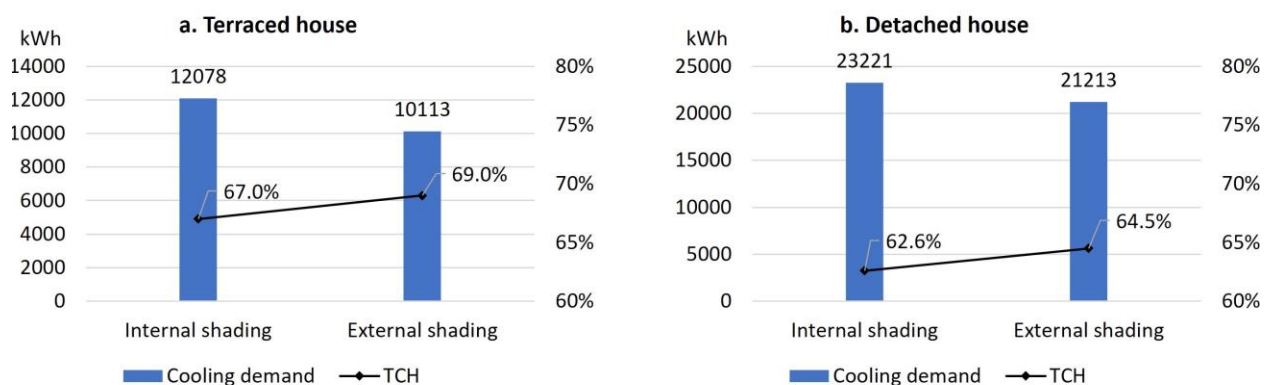 a. Terraced house
kWh
14000
12000
10000
8000
6000
4000
2000
0
80%
75%
70%
65%
60%
12078
10113
67.0%
69.0%
Internal shading
External shading
Cooling demand
TCH
b. Detached house
kWh
25000
20000
15000
10000
5000
0
80%
75%
70%
65%
60%
23221
21213
62.6%
64.5%
Internal shading
External shading
Cooling demand
TCH